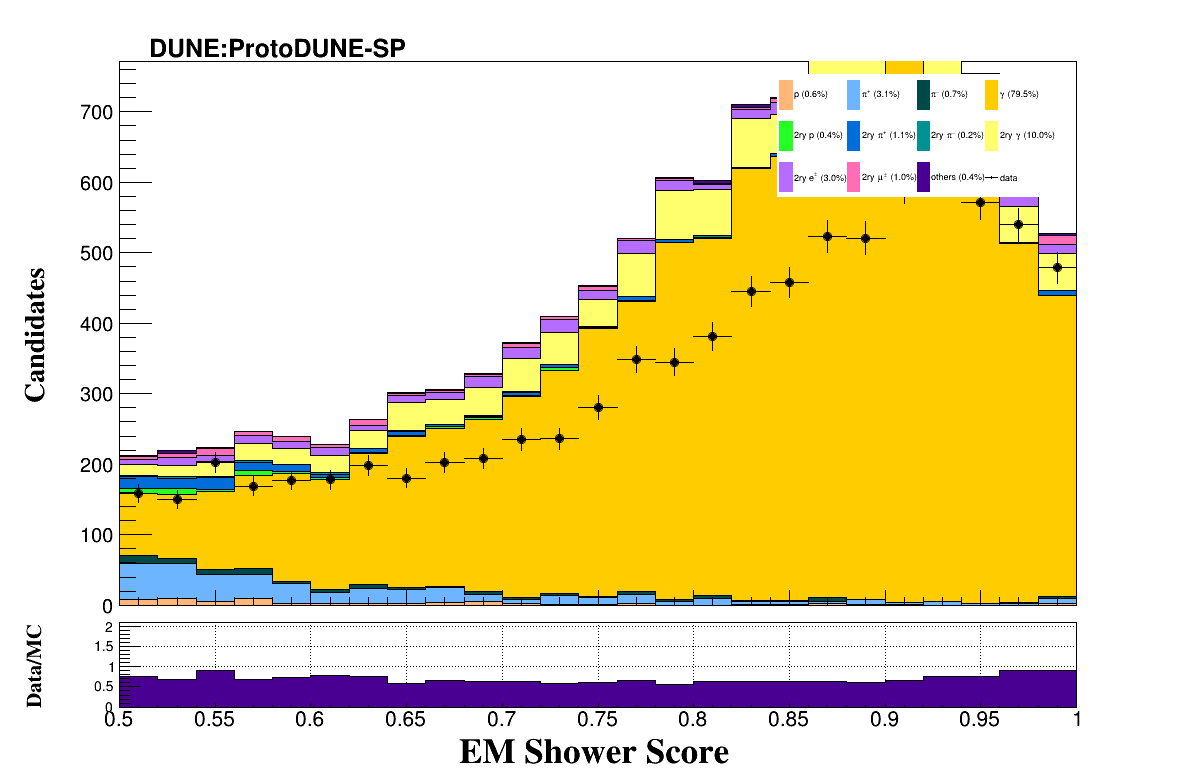 DUNE:ProtoDUNE-SP
p (0.6%) π⁺ (3.1%) π⁻ (0.7%) γ (79.5%)
2ry p (0.4%) 2ry π⁺ (1.1%) 2ry π⁻ (0.2%) 2ry γ (10.0%)
2ry e± (3.0%) 2ry μ± (1.0%) others (0.4%) data
Candidates
700
600
500
400
300
200
100
0
Data/MC
2
1.5
1
0.5
0
0.5 0.55 0.6 0.65 0.7 0.75 0.8 0.85 0.9 0.95 1
EM Shower Score